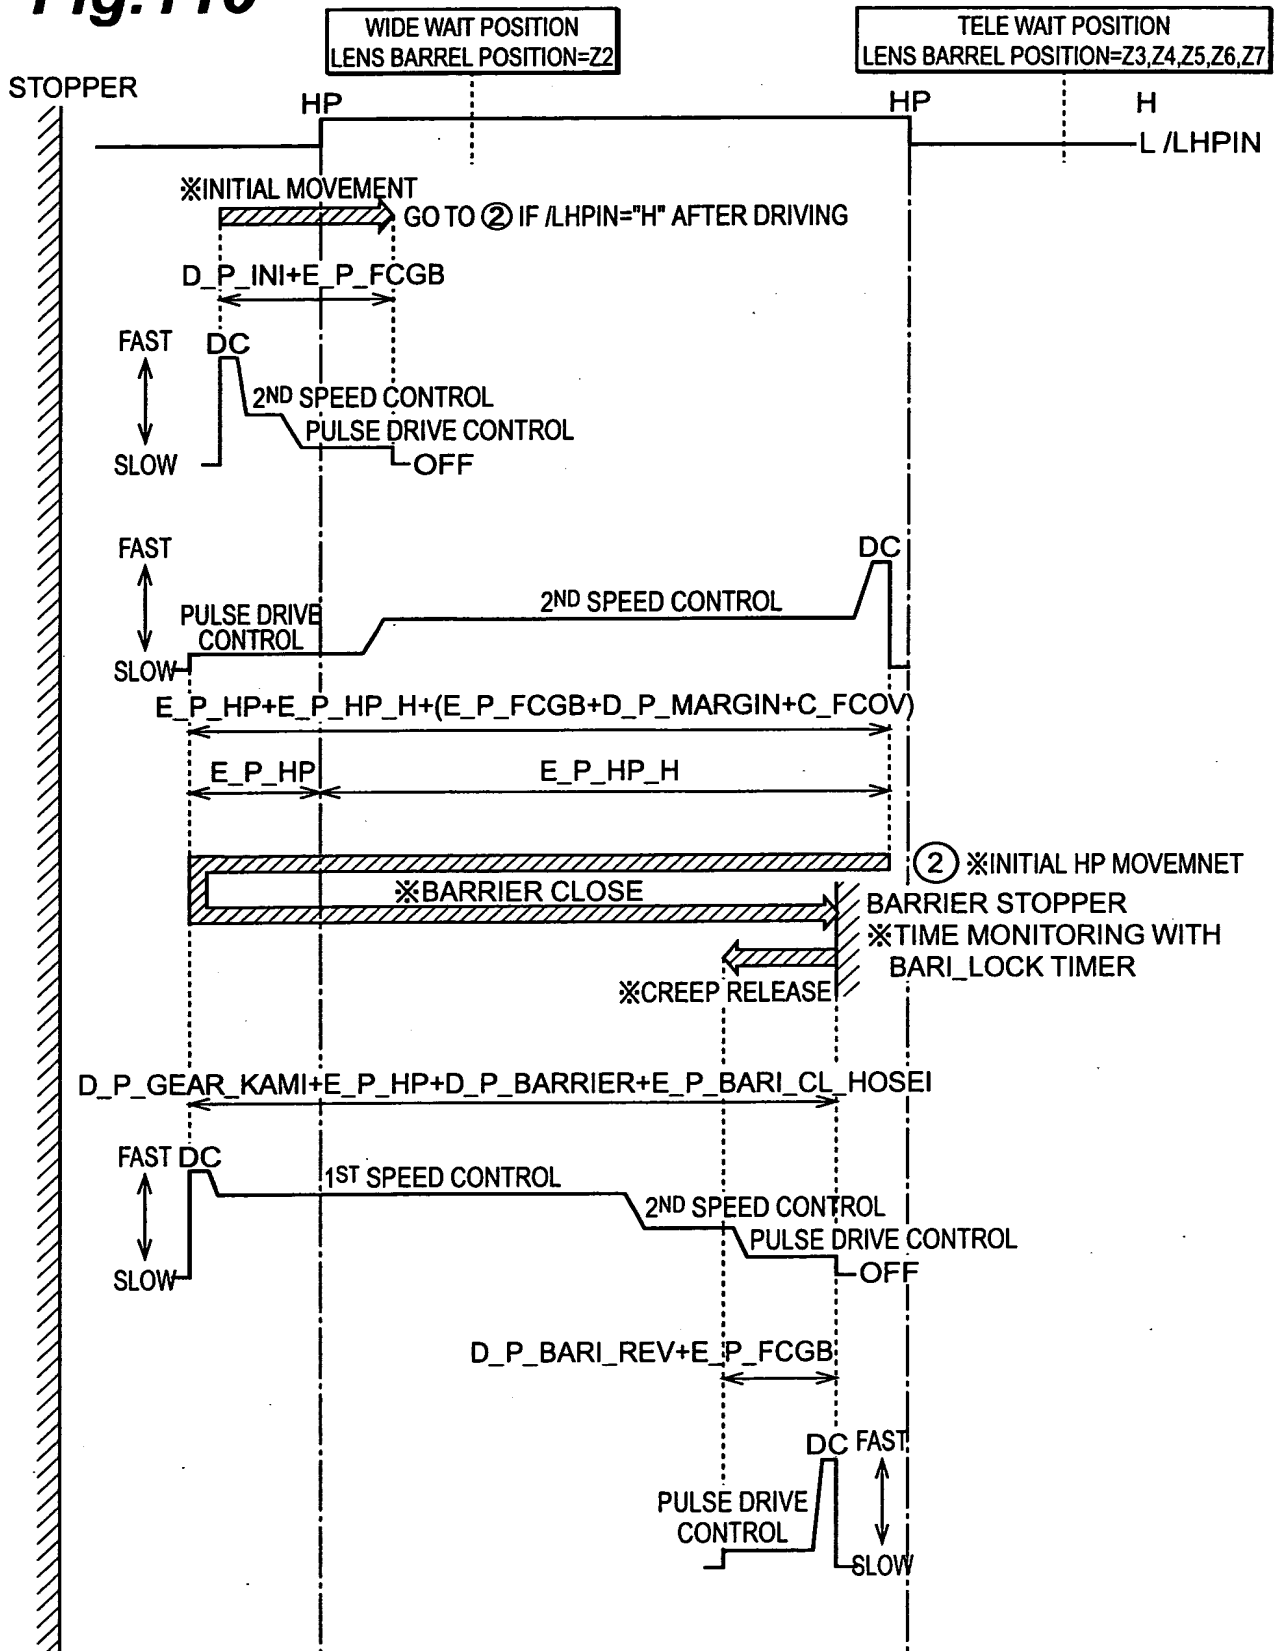 Fig.116
WIDE WAIT POSITION
LENS BARREL POSITION=Z2
TELE WAIT POSITION
LENS BARREL POSITION=Z3,Z4,Z5,Z6,Z7
STOPPER
HP
HP
H
L /LHPIN
※INITIAL MOVEMENT
GO TO ② IF /LHPIN="H" AFTER DRIVING
D_P_INI+E_P_FCGB
FAST
DC
2ND SPEED CONTROL
PULSE DRIVE CONTROL
SLOW
OFF
FAST
DC
PULSE DRIVE
CONTROL
2ND SPEED CONTROL
SLOW
E_P_HP+E_P_HP_H+(E_P_FCGB+D_P_MARGIN+C_FCOV)
E_P_HP
E_P_HP_H
② ※INITIAL HP MOVEMNET
※BARRIER CLOSE
BARRIER STOPPER
※TIME MONITORING WITH
BARI_LOCK TIMER
※CREEP RELEASE
D_P_GEAR_KAMI+E_P_HP+D_P_BARRIER+E_P_BARI_CL_HOSEI
FAST
DC
1ST SPEED CONTROL
2ND SPEED CONTROL
PULSE DRIVE CONTROL
SLOW
OFF
D_P_BARI_REV+E_P_FCGB
DC
FAST
PULSE DRIVE
CONTROL
SLOW